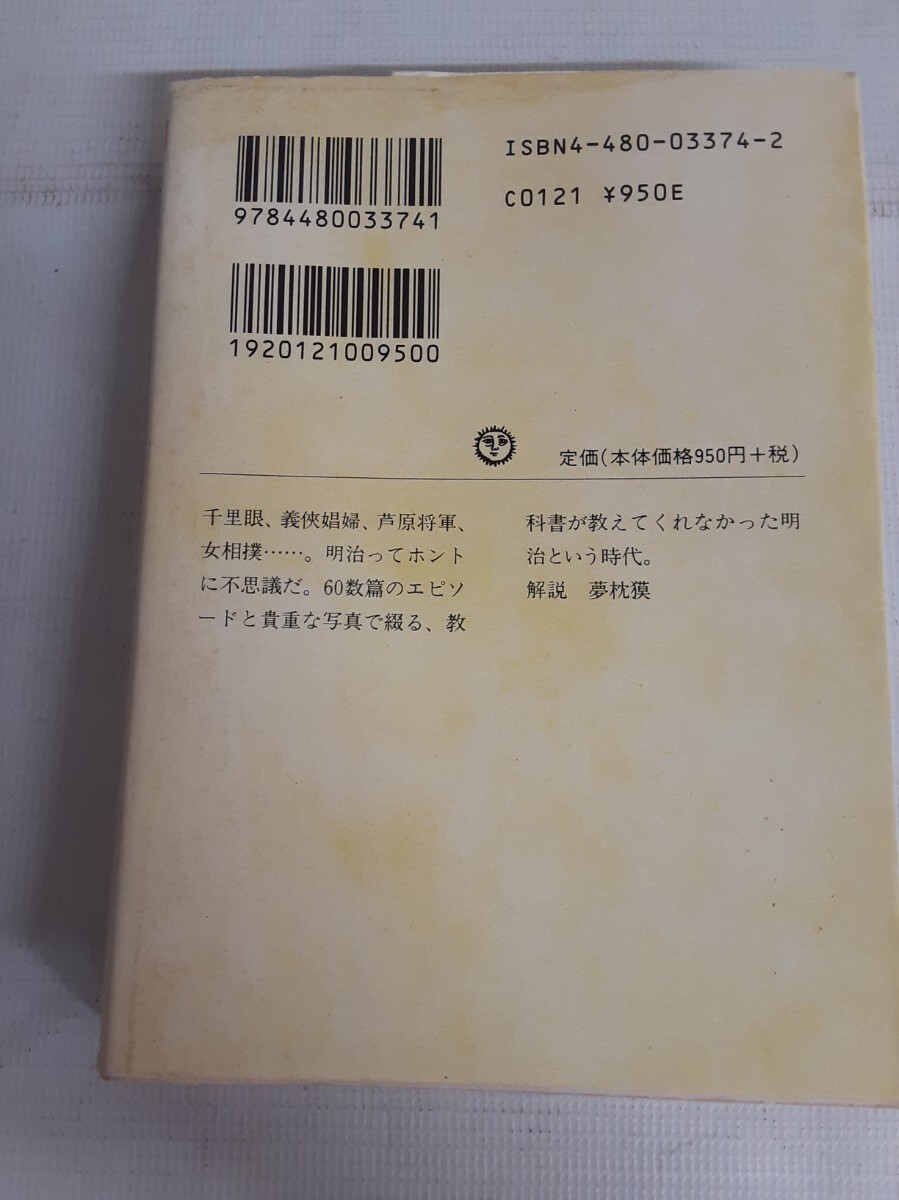 ISBN4-480-03374-2
9784480033741
C0121 ¥950E
1920121009500
定価(本体価格950円+税)
千里眼、義俠娼婦、芦原将軍、
女相撲……。明治ってホント
に不思議だ。60数篇のエピソ
ードと貴重な写真で綴る、教
科書が教えてくれなかった明
治という時代。
解説　夢枕獏